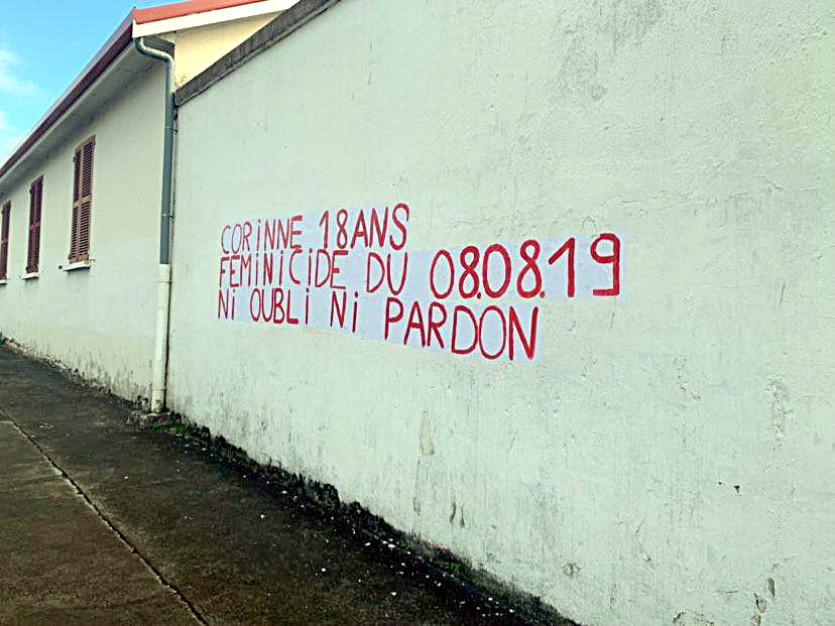 CORINNE 18ANS
FEMINICIDE DU 08.08.19
NI OUBLI NI PARDON